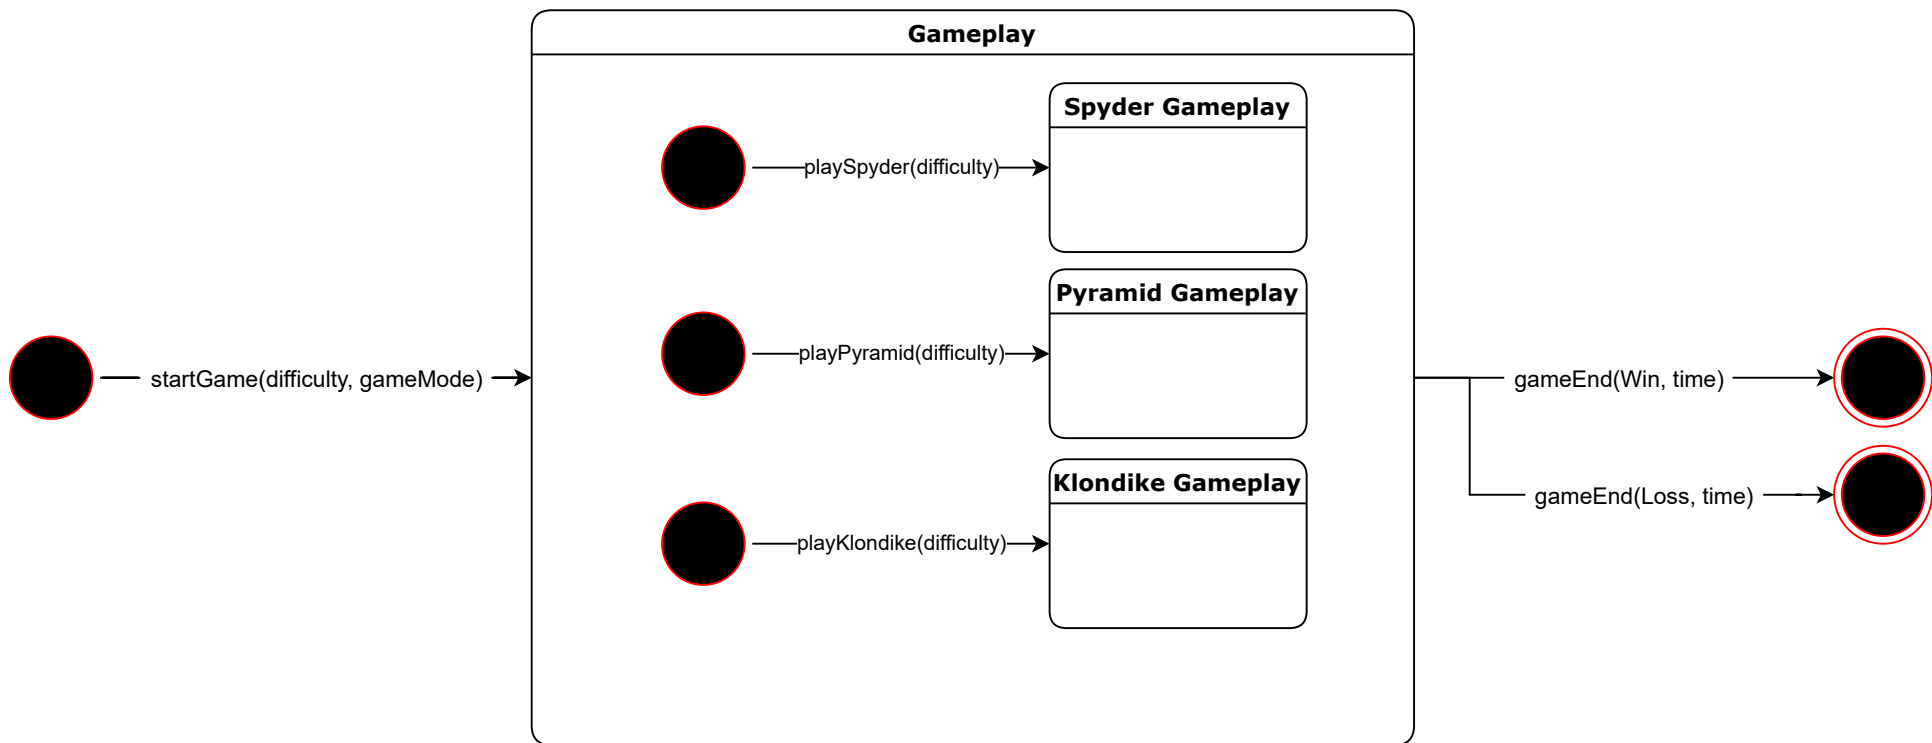 Gameplay
Spyder Gameplay
playSpyder(difficulty)
Pyramid Gameplay
playPyramid(difficulty)
startGame(difficulty, gameMode)
gameEnd(Win, time)
Klondike Gameplay
gameEnd(Loss, time)
playKlondike(difficulty)